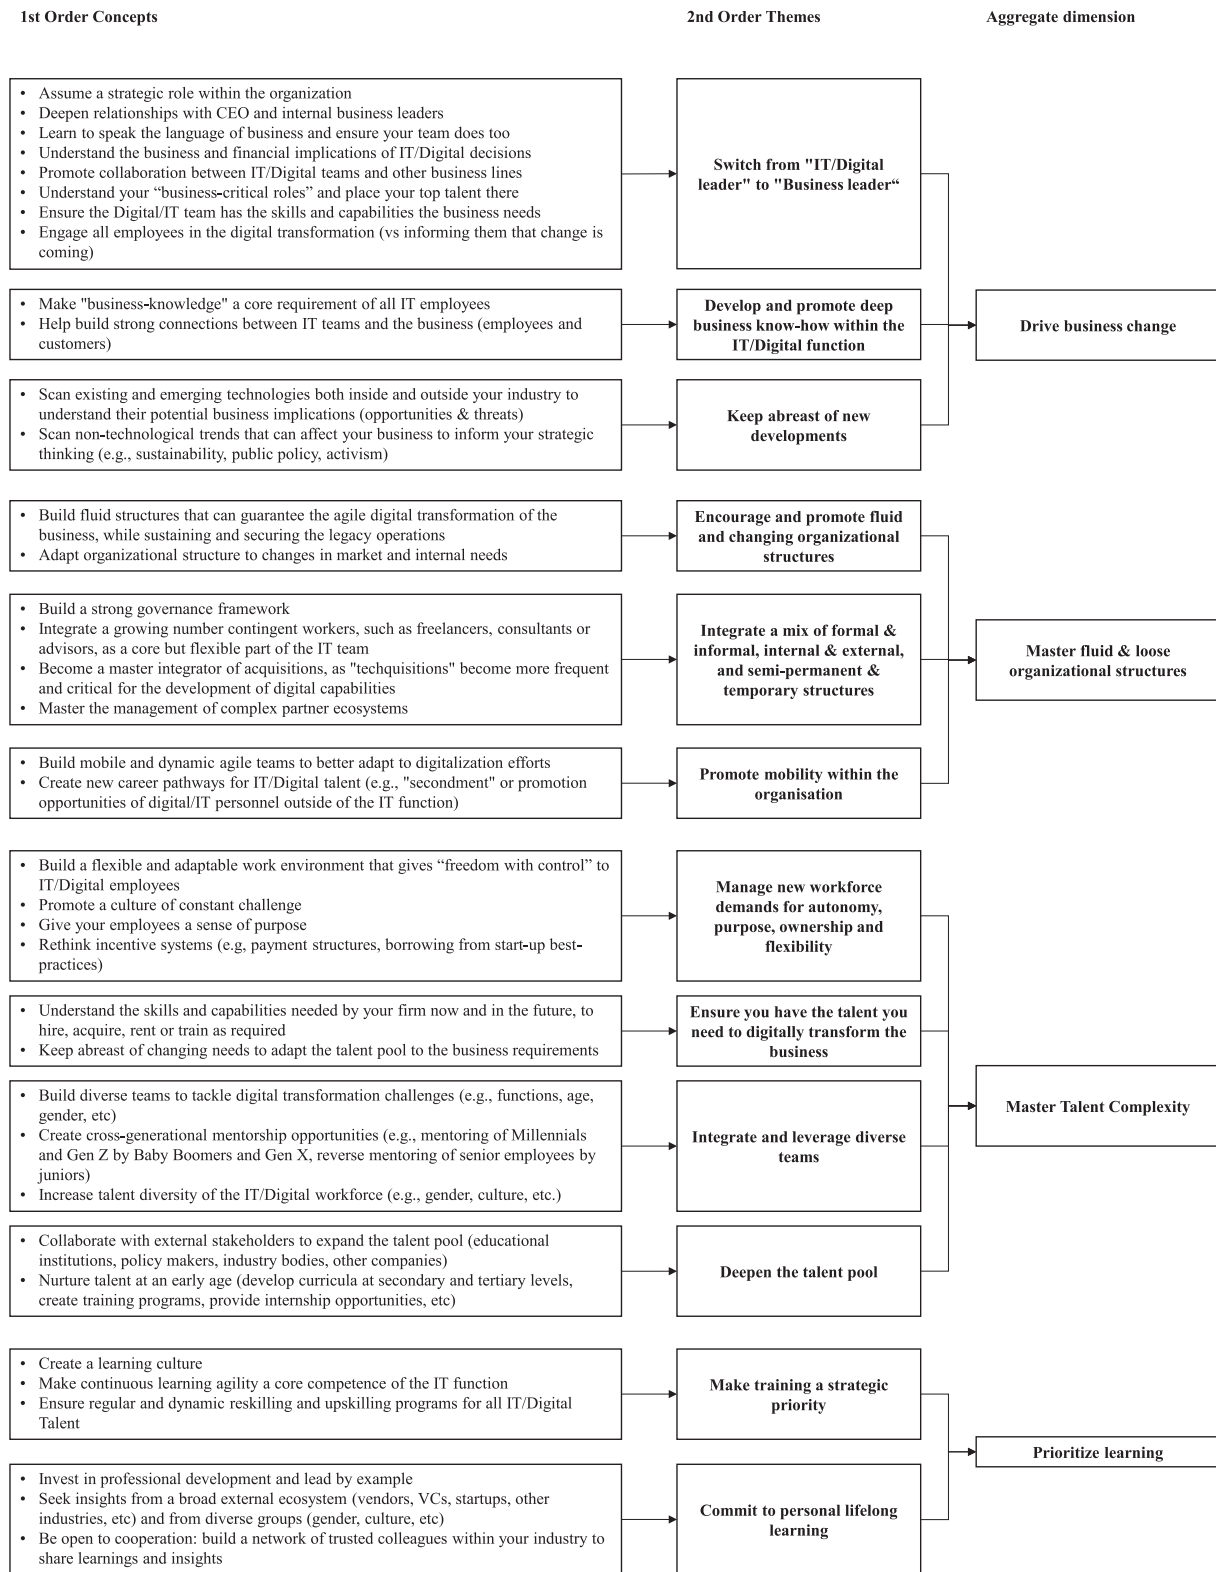 1st Order Concepts
2nd Order Themes
Aggregate dimension
• Assume a strategic role within the organization
• Deepen relationships with CEO and internal business leaders
• Learn to speak the language of business and ensure your team does too
• Understand the business and financial implications of IT/Digital decisions
• Promote collaboration between IT/Digital teams and other business lines
• Understand your “business-critical roles” and place your top talent there
• Ensure the Digital/IT team has the skills and capabilities the business needs
• Engage all employees in the digital transformation (vs informing them that change is
coming)
Switch from "IT/Digital
leader" to "Business leader“
• Make "business-knowledge" a core requirement of all IT employees
• Help build strong connections between IT teams and the business (employees and
customers)
Develop and promote deep
business know-how within the
IT/Digital function
Drive business change
• Scan existing and emerging technologies both inside and outside your industry to
understand their potential business implications (opportunities & threats)
• Scan non-technological trends that can affect your business to inform your strategic
thinking (e.g., sustainability, public policy, activism)
Keep abreast of new
developments
• Build fluid structures that can guarantee the agile digital transformation of the
business, while sustaining and securing the legacy operations
• Adapt organizational structure to changes in market and internal needs
Encourage and promote fluid
and changing organizational
structures
• Build a strong governance framework
• Integrate a growing number contingent workers, such as freelancers, consultants or
advisors, as a core but flexible part of the IT team
• Become a master integrator of acquisitions, as "techquisitions" become more frequent
and critical for the development of digital capabilities
• Master the management of complex partner ecosystems
Integrate a mix of formal &
informal, internal & external,
and semi-permanent &
temporary structures
Master fluid & loose
organizational structures
• Build mobile and dynamic agile teams to better adapt to digitalization efforts
• Create new career pathways for IT/Digital talent (e.g., "secondment" or promotion
opportunities of digital/IT personnel outside of the IT function)
Promote mobility within the
organisation
• Build a flexible and adaptable work environment that gives “freedom with control” to
IT/Digital employees
• Promote a culture of constant challenge
• Give your employees a sense of purpose
• Rethink incentive systems (e.g, payment structures, borrowing from start-up best-
practices)
Manage new workforce
demands for autonomy,
purpose, ownership and
flexibility
• Understand the skills and capabilities needed by your firm now and in the future, to
hire, acquire, rent or train as required
• Keep abreast of changing needs to adapt the talent pool to the business requirements
Ensure you have the talent you
need to digitally transform the
business
• Build diverse teams to tackle digital transformation challenges (e.g., functions, age,
gender, etc)
• Create cross-generational mentorship opportunities (e.g., mentoring of Millennials
and Gen Z by Baby Boomers and Gen X, reverse mentoring of senior employees by
juniors)
• Increase talent diversity of the IT/Digital workforce (e.g., gender, culture, etc.)
Integrate and leverage diverse
teams
Master Talent Complexity
• Collaborate with external stakeholders to expand the talent pool (educational
institutions, policy makers, industry bodies, other companies)
• Nurture talent at an early age (develop curricula at secondary and tertiary levels,
create training programs, provide internship opportunities, etc)
Deepen the talent pool
• Create a learning culture
• Make continuous learning agility a core competence of the IT function
• Ensure regular and dynamic reskilling and upskilling programs for all IT/Digital
Talent
Make training a strategic
priority
Prioritize learning
• Invest in professional development and lead by example
• Seek insights from a broad external ecosystem (vendors, VCs, startups, other
industries, etc) and from diverse groups (gender, culture, etc)
• Be open to cooperation: build a network of trusted colleagues within your industry to
share learnings and insights
Commit to personal lifelong
learning